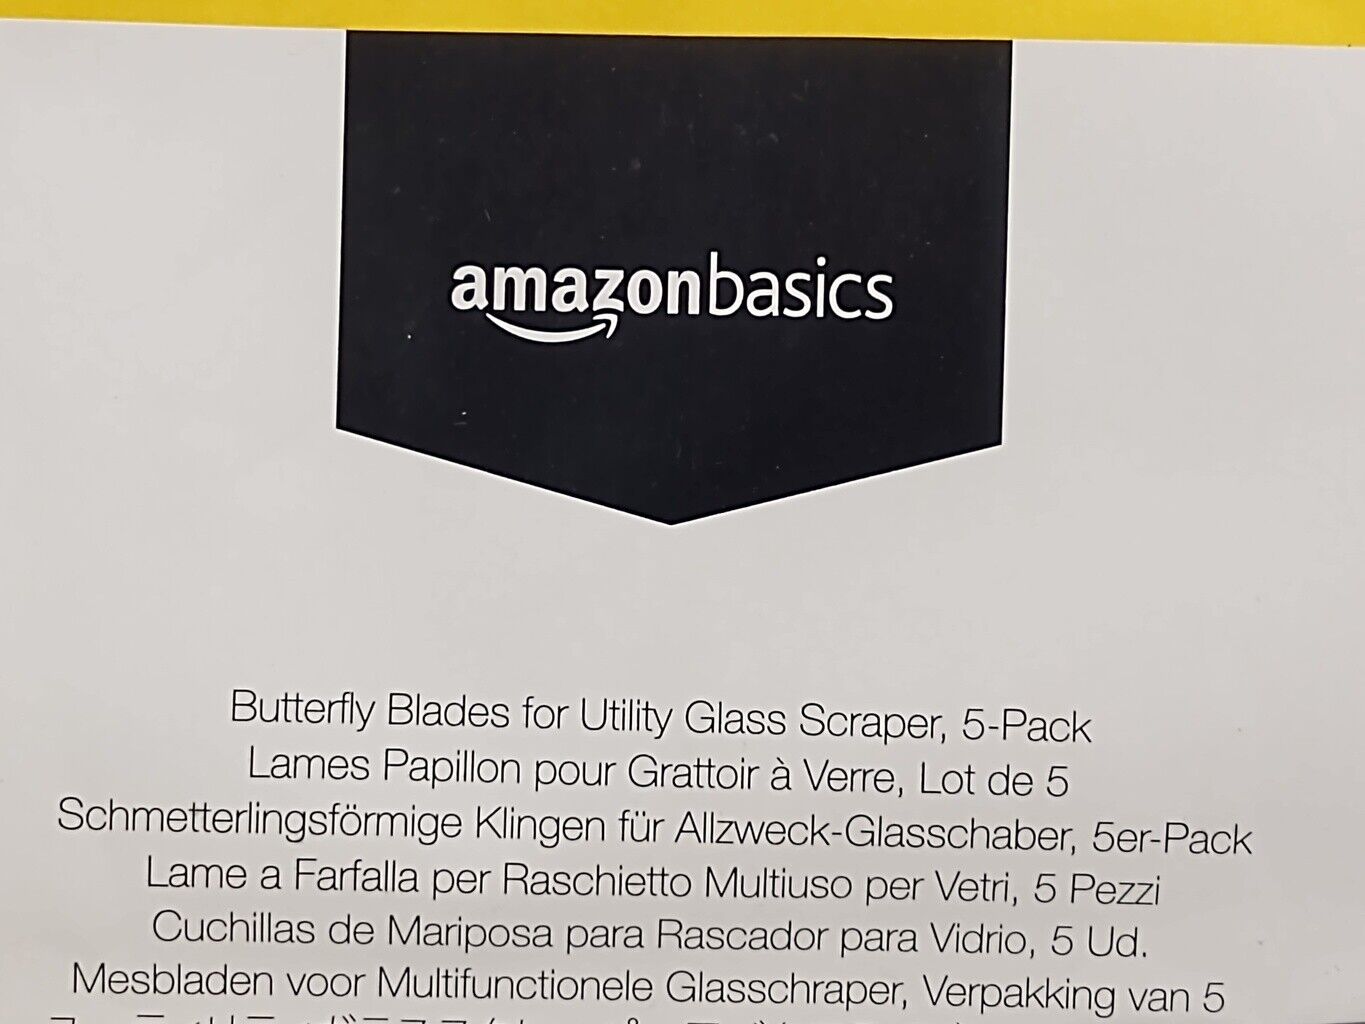 amazonbasics
Butterfly Blades for Utility Glass Scraper, 5-Pack
Lames Papillon pour Grattoir à Verre, Lot de 5
Schmetterlingsförmige Klingen für Allzweck-Glasschaber, 5er-Pack
Lame a Farfalla per Raschietto Multiuso per Vetri, 5 Pezzi
Cuchillas de Mariposa para Rascador para Vidrio, 5 Ud.
Mesbladen voor Multifunctionele Glasschraper, Verpakking van 5